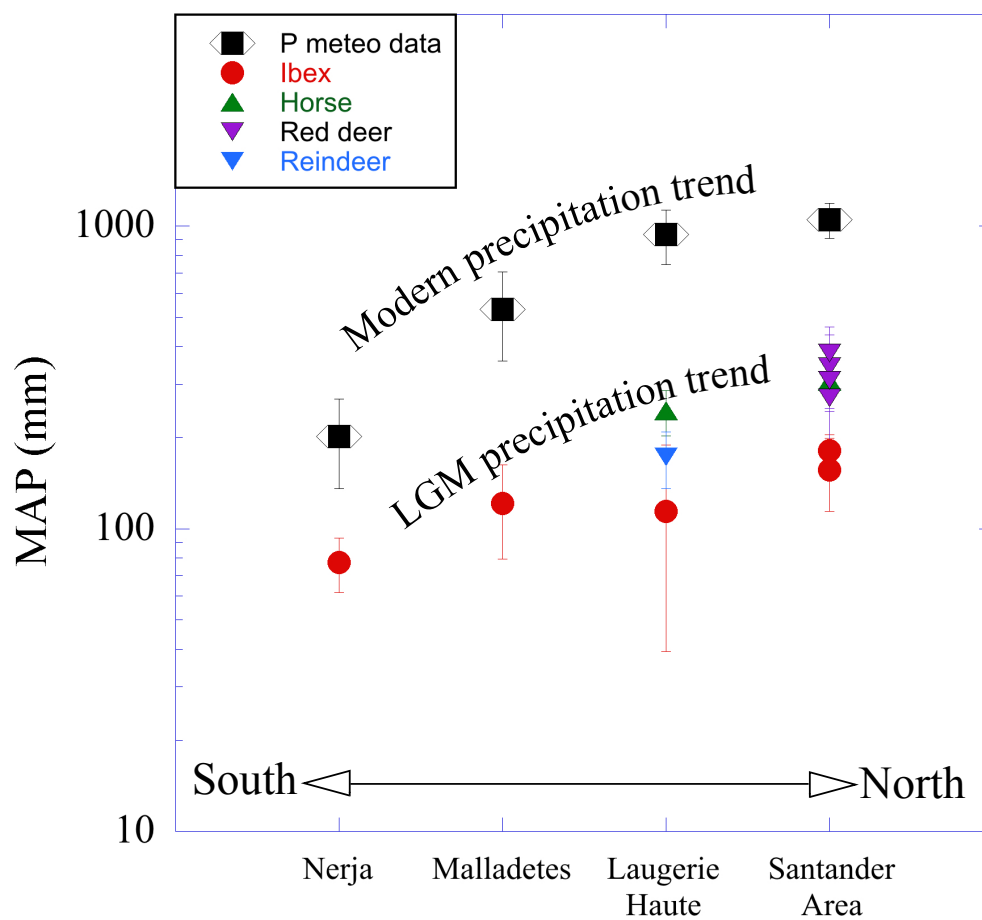 P meteo data
Ibex
Horse
Red deer
Reindeer
1000
100
10
MAP (mm)
Modern precipitation trend
LGM precipitation trend
South
North
Nerja
Malladetes
Laugerie
Haute
Santander
Area